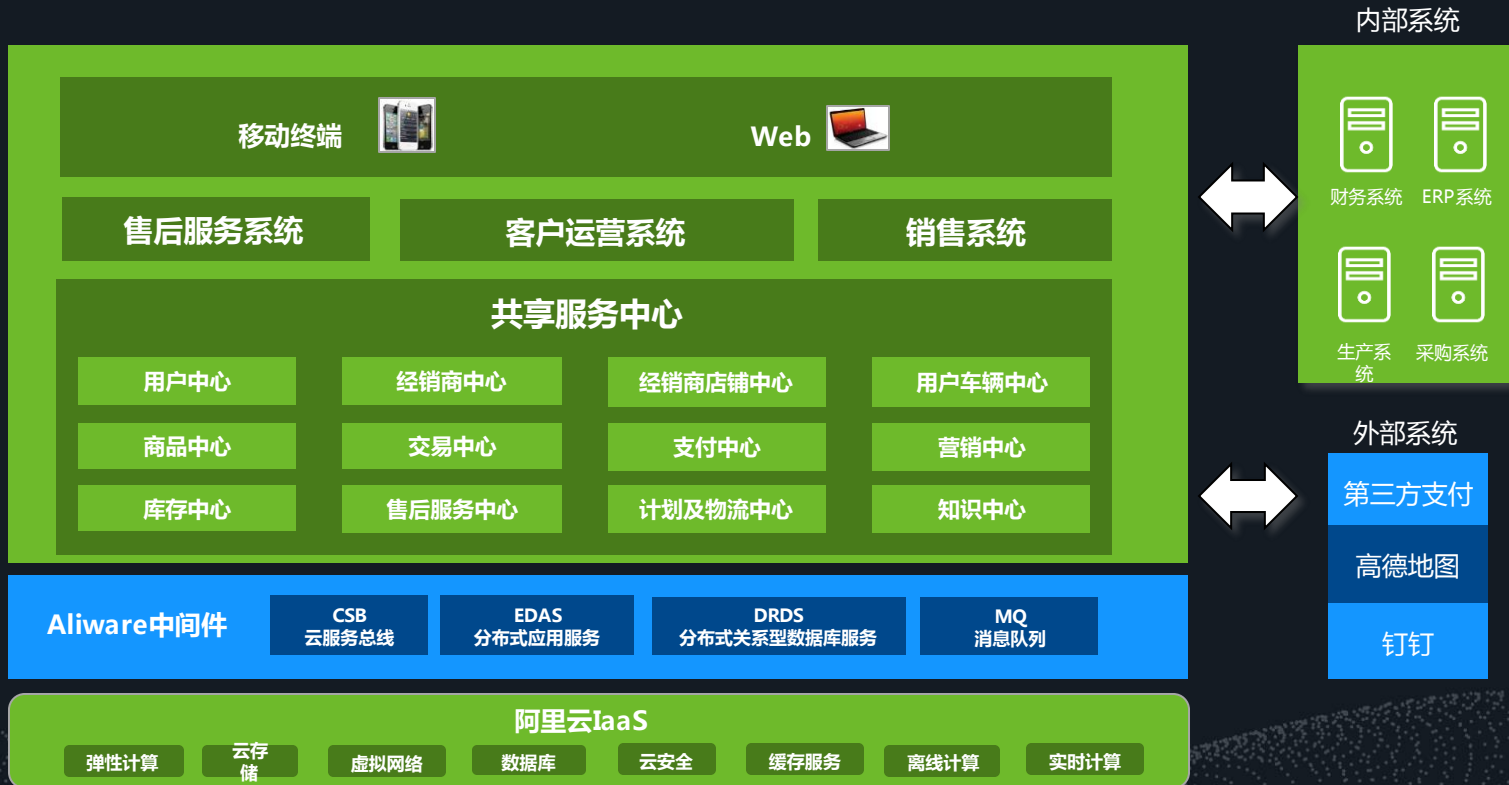 内部系统
移动终端
Web
财务系统
ERP系统
售后服务系统
客户运营系统
销售系统
生产系
统
采购系统
共享服务中心
用户中心
经销商中心
经销商店铺中心
用户车辆中心
商品中心
交易中心
支付中心
营销中心
库存中心
售后服务中心
计划及物流中心
知识中心
外部系统
第三方支付
高德地图
钉钉
Aliware中间件
CSB
云服务总线
EDAS
分布式应用服务
DRDS
分布式关系型数据库服务
MQ
消息队列
阿里云IaaS
弹性计算
云存
储
虚拟网络
数据库
云安全
缓存服务
离线计算
实时计算